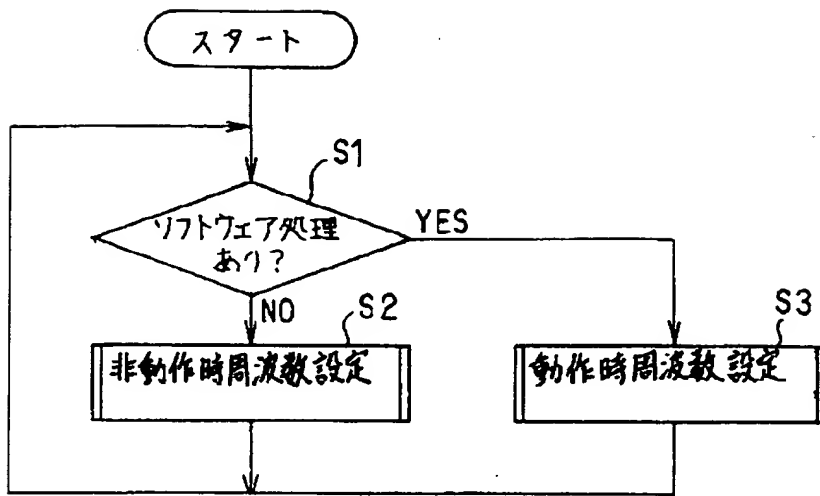 スタート
S1
ソフトウェア処理
あり?
YES
NO
S2
非動作時周波数設定
S3
動作時周波数設定